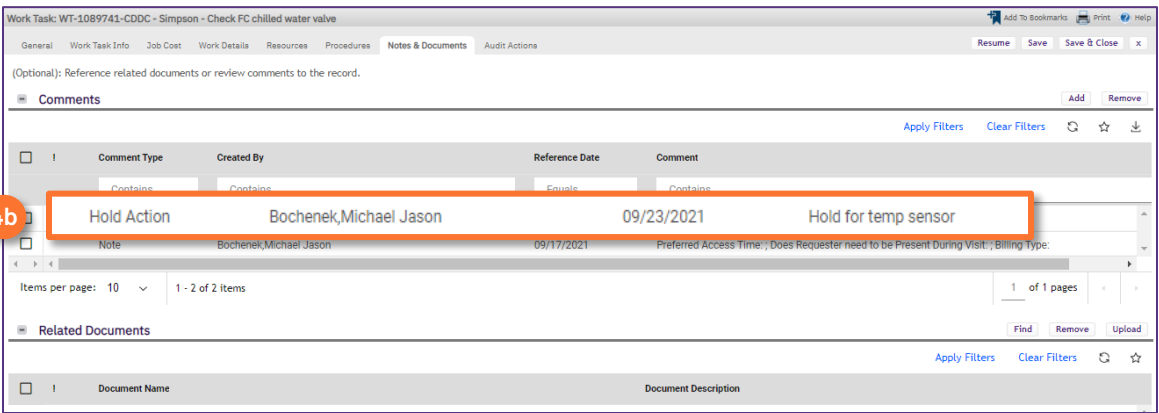 Work Task: WT-1089741-CDDC - Simpson - Check FC chilled water valve Add To Bookmarks Print Help
General Work Task Info Job Cost Work Details Resources Procedures Notes & Documents Audit Actions Resume Save Save & Close x
(Optional): Reference related documents or review comments to the record.
Comments Add Remove
Apply Filters Clear Filters
! Comment Type Created By Reference Date Comment
Contains Contains Equals Contains
4b Hold Action Bochenek,Michael Jason 09/23/2021 Hold for temp sensor
Note Bochenek,Michael Jason 09/17/2021 Preferred Access Time: ; Does Requester need to be Present During Visit: ; Billing Type:
Items per page: 10 1 - 2 of 2 items 1 of 1 pages
Related Documents Find Remove Upload
Apply Filters Clear Filters
! Document Name Document Description